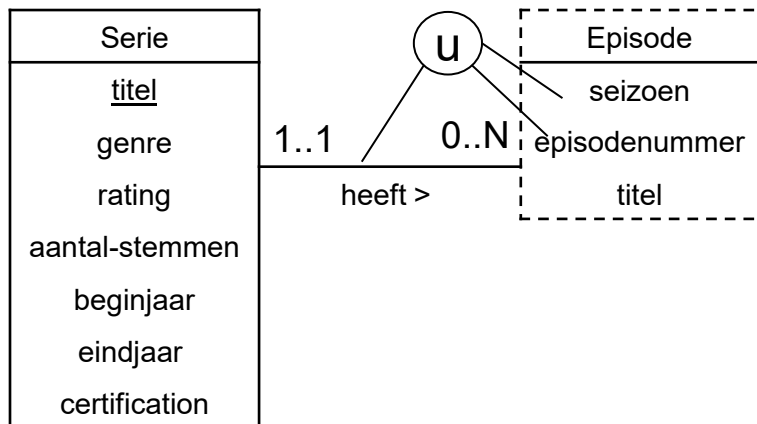 Serie
titel
genre
rating
aantal-stemmen
beginjaar
eindjaar
certification
1..1
0..N
heeft >
u
Episode
seizoen
episodenummer
titel